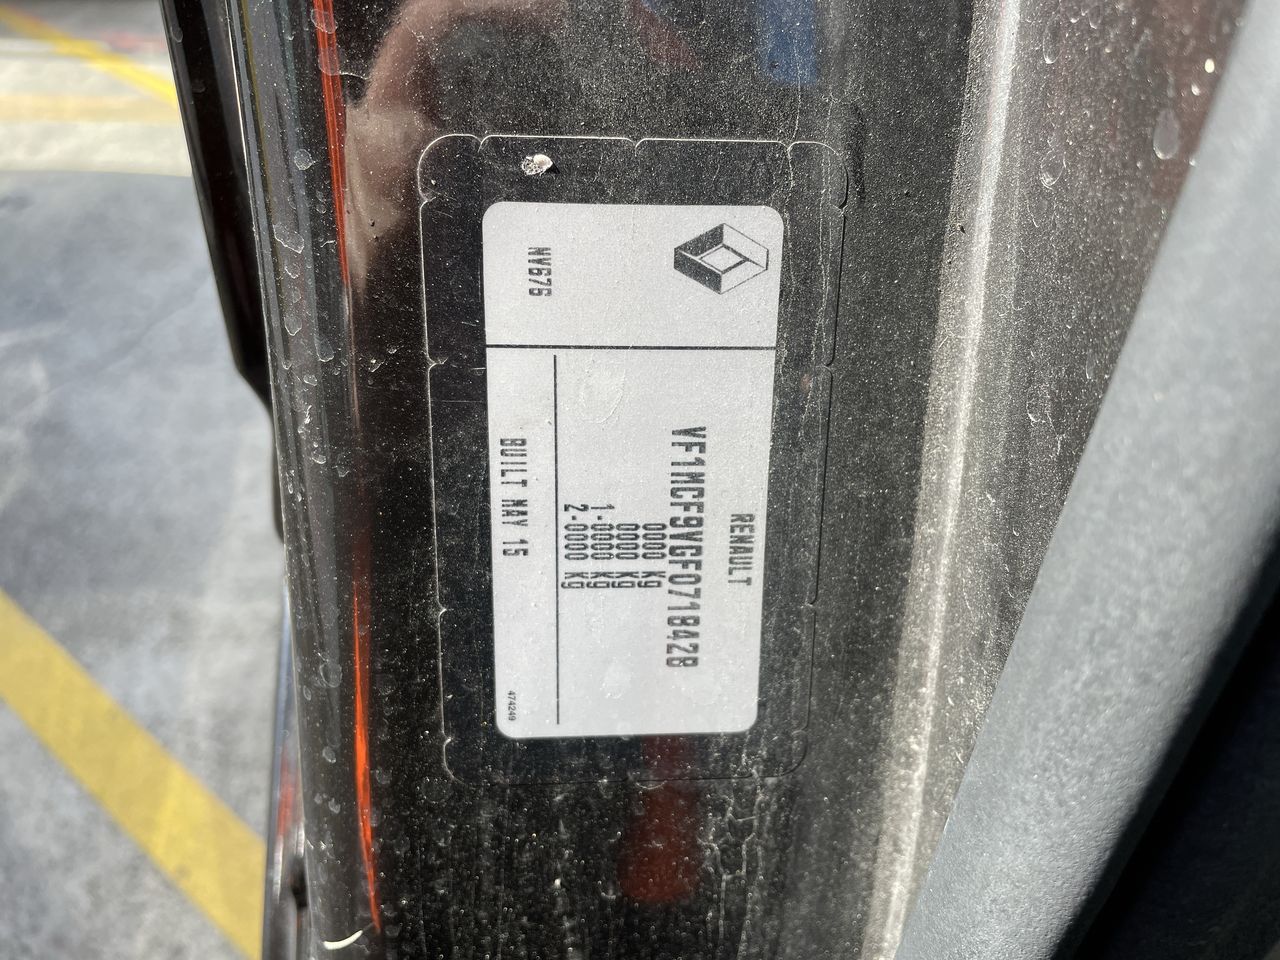 RENAULT
VF1MCF9VGF0718428
0000 kg
0000 kg
1-0000 kg
2-0000 kg
BUILT MAY 15
474249
NV676